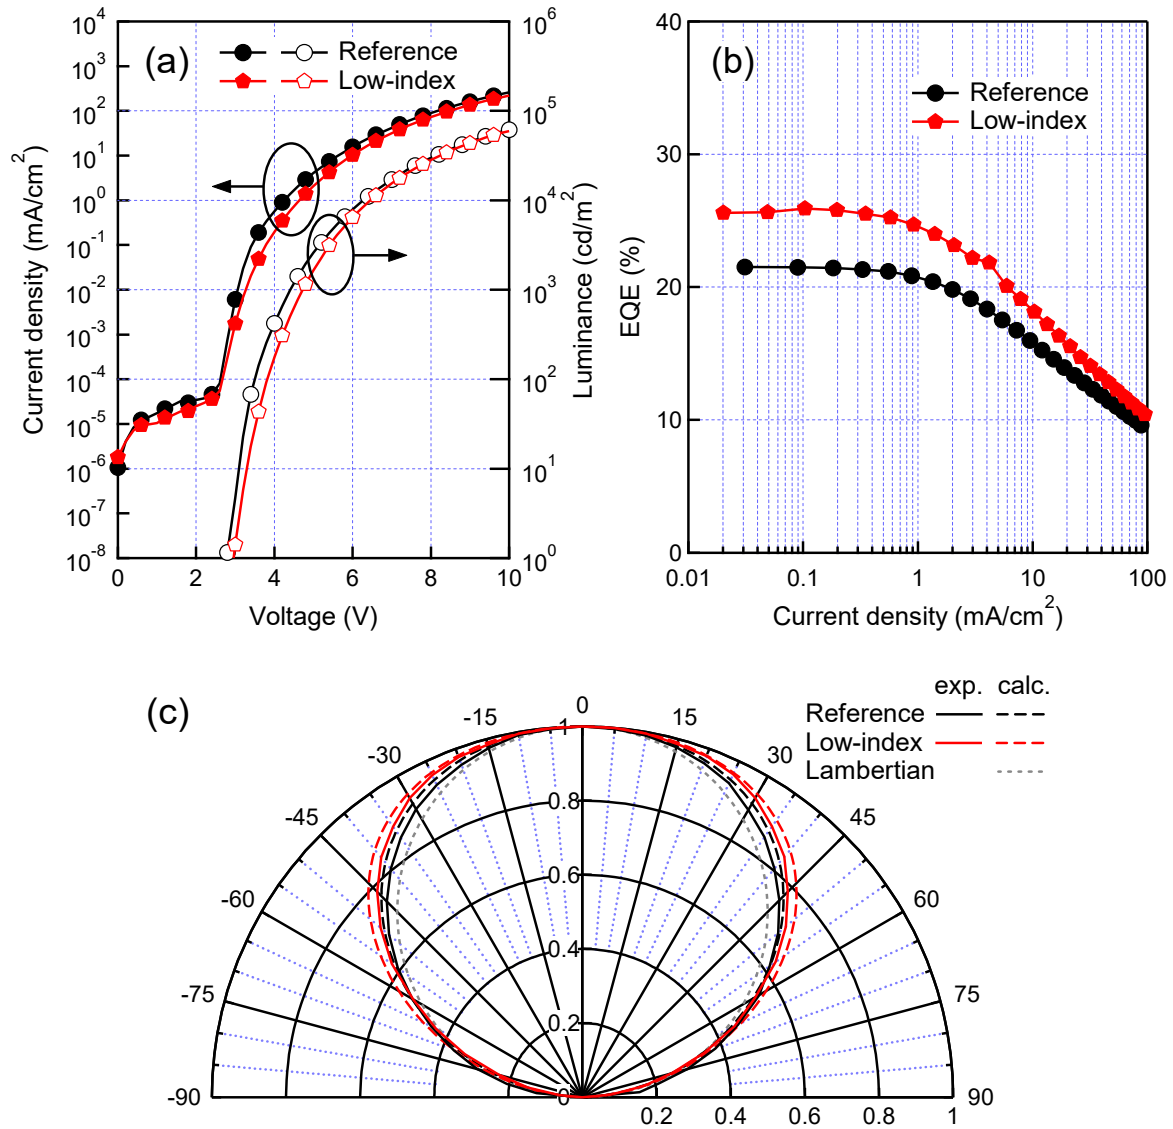 (a)
Reference
Low-index
10^4
10^3
10^2
10^1
10^0
10^-1
10^-2
10^-3
10^-4
10^-5
10^-6
10^-7
10^-8
Current density (mA/cm^2)
0 2 4 6 8 10
Voltage (V)
10^6
10^5
10^4
10^3
10^2
10^1
10^0
Luminance (cd/m^2)
(b)
Reference
Low-index
40
30
20
10
0
EQE (%)
0.01 0.1 1 10 100
Current density (mA/cm^2)
(c)
exp. calc.
Reference
Low-index
Lambertian
-90 -75 -60 -45 -30 -15 0 15 30 45 60 75 90
1
0.8
0.6
0.4
0.2
0
0.2 0.4 0.6 0.8 1